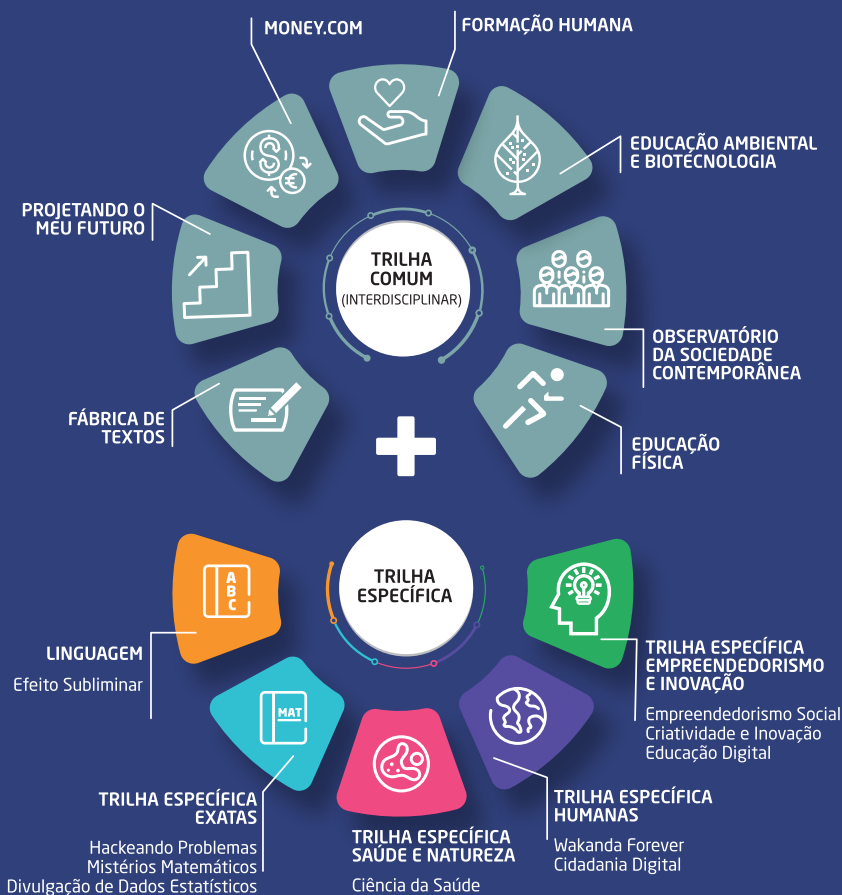 MONEY.COM
FORMAÇÃO HUMANA
EDUCAÇÃO AMBIENTAL
E BIOTECNOLOGIA
PROJETANDO O
MEU FUTURO
TRILHA
COMUM
(INTERDISCIPLINAR)
OBSERVATÓRIO
DA SOCIEDADE
CONTEMPORÂNEA
FÁBRICA DE
TEXTOS
EDUCAÇÃO
FÍSICA
TRILHA
ESPECÍFICA
A
B
C
LINGUAGEM
Efeito Subliminar
MAT
TRILHA ESPECÍFICA
EXATAS
Hackeando Problemas
Mistérios Matemáticos
Divulgação de Dados Estatísticos
TRILHA ESPECÍFICA
SAÚDE E NATUREZA
Ciência da Saúde
TRILHA ESPECÍFICA
HUMANAS
Wakanda Forever
Cidadania Digital
TRILHA ESPECÍFICA
EMPREENDEDORISMO
E INOVAÇÃO
Empreendedorismo Social
Criatividade e Inovação
Educação Digital